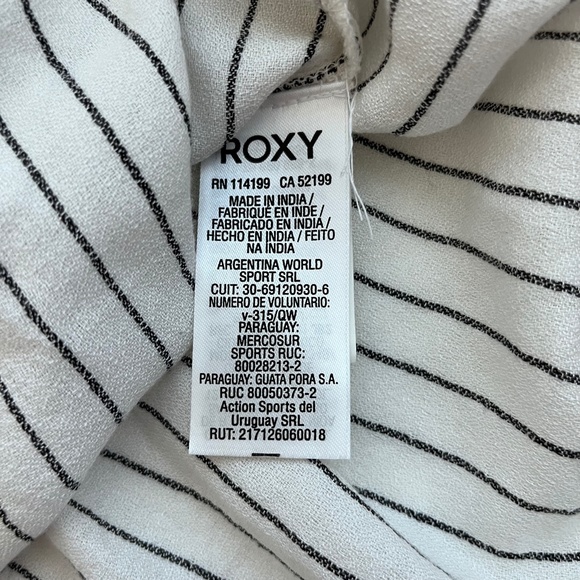 ROXY
RN 114199 CA 52199
MADE IN INDIA /
FABRIQUÉ EN INDE /
FABRICADO EN INDIA /
HECHO EN INDIA / FEITO
NA ÍNDIA
ARGENTINA WORLD
SPORT SRL
CUIT: 30-69120930-6
NUMERO DE VOLUNTARIO:
v-315/QW
PARAGUAY:
MERCOSUR
SPORTS RUC:
80028213-2
PARAGUAY: GUATA PORA S.A.
RUC 80050373-2
Action Sports del
Uruguay SRL
RUT: 217126060018